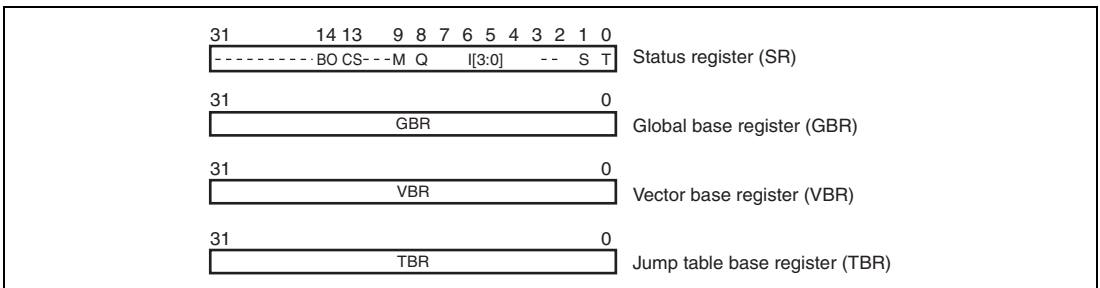 31 14 13 9 8 7 6 5 4 3 2 1 0
---------- BO CS---M Q I[3:0] -- S T Status register (SR)
31 0
GBR Global base register (GBR)
31 0
VBR Vector base register (VBR)
31 0
TBR Jump table base register (TBR)